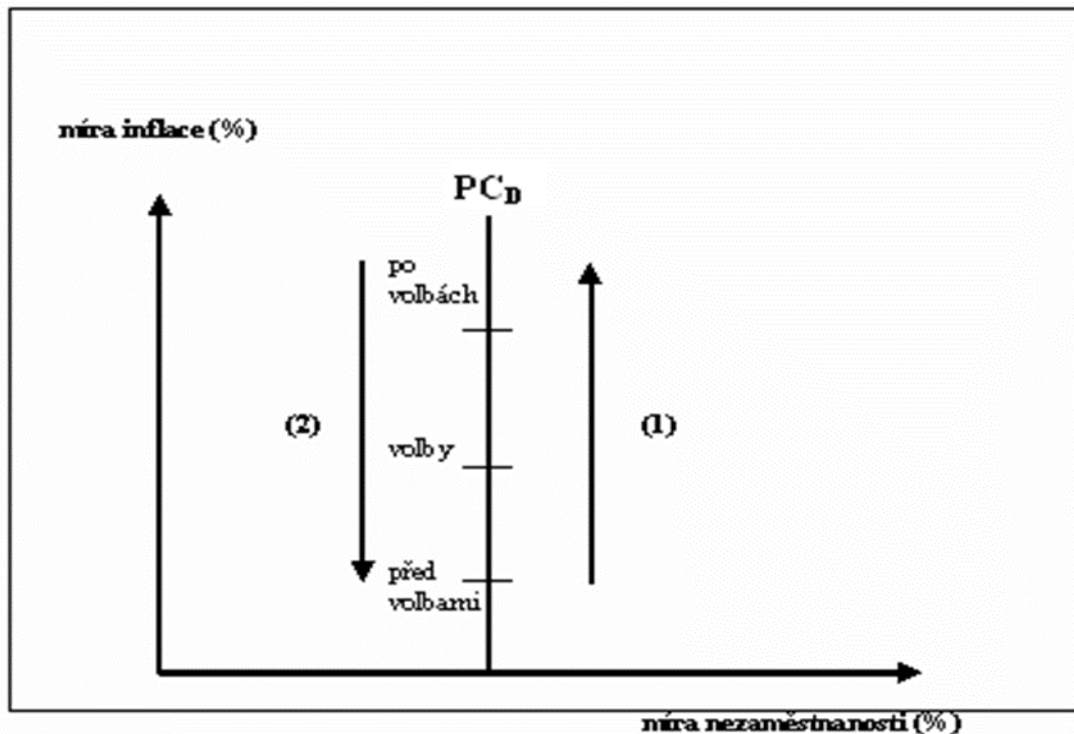 míra inflace (%)
PC_D
po
volbách
(2)
(1)
volby
před
volbami
míra nezaměstnanosti (%)